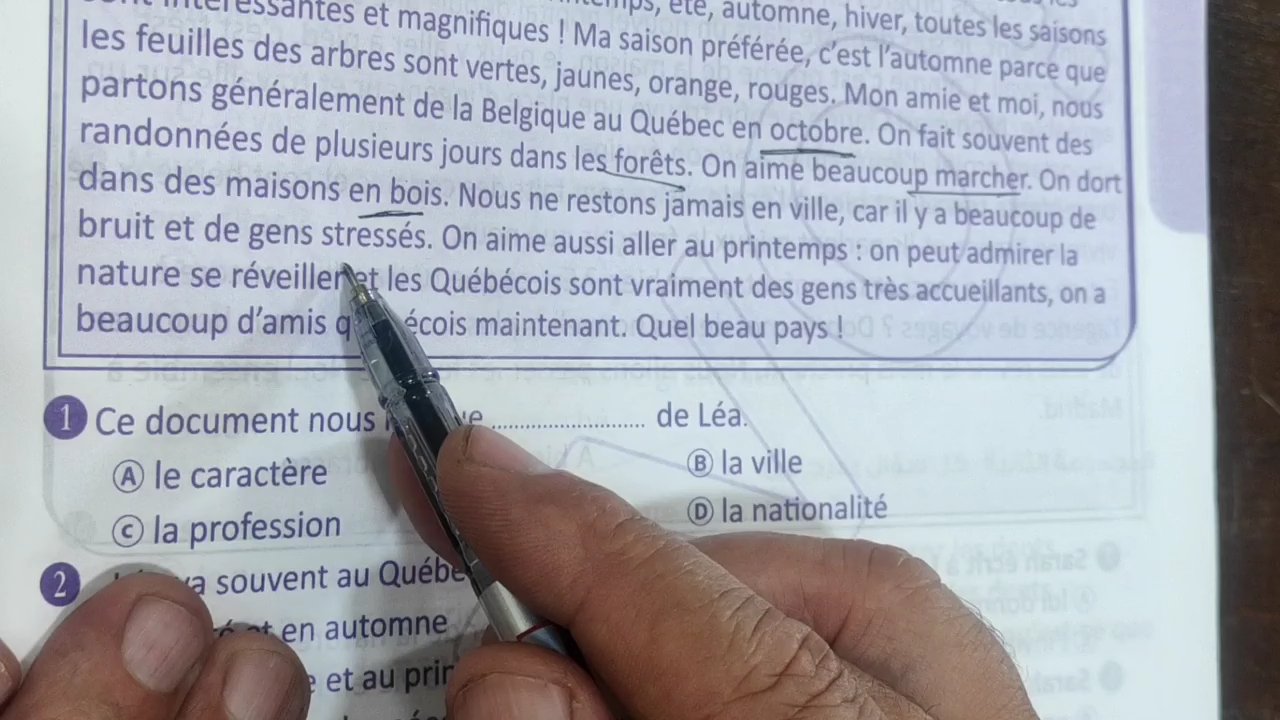 intéressantes et magnifiques ! Ma saison préférée, c'est l'automne parce que
été, automne, hiver, toutes les saisons
les feuilles des arbres sont vertes, jaunes, orange, rouges. Mon amie et moi, nous
partons généralement de la Belgique au Québec en octobre. On fait souvent des
randonnées de plusieurs jours dans les forêts. On aime beaucoup marcher. On dort
dans des maisons en bois. Nous ne restons jamais en ville, car il y a beaucoup de
bruit et de gens stressés. On aime aussi aller au printemps : on peut admirer la
nature se réveiller et les Québécois sont vraiment des gens très accueillants, on a
beaucoup d'amis écois maintenant. Quel beau pays !
1 Ce document nous .......................... de Léa.
A le caractère
B la ville
C la profession
D la nationalité
2 souvent au Québe
en automne
et au prin